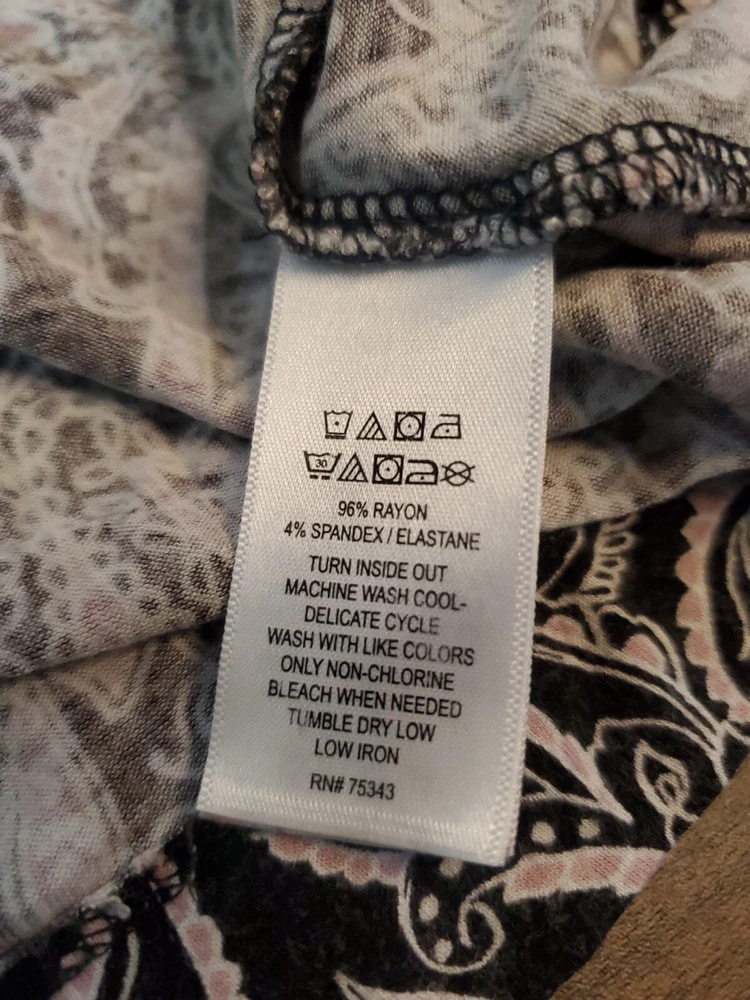 30
96% RAYON
4% SPANDEX / ELASTANE
TURN INSIDE OUT
MACHINE WASH COOL-
DELICATE CYCLE
WASH WITH LIKE COLORS
ONLY NON-CHLORINE
BLEACH WHEN NEEDED
TUMBLE DRY LOW
LOW IRON
RN# 75343